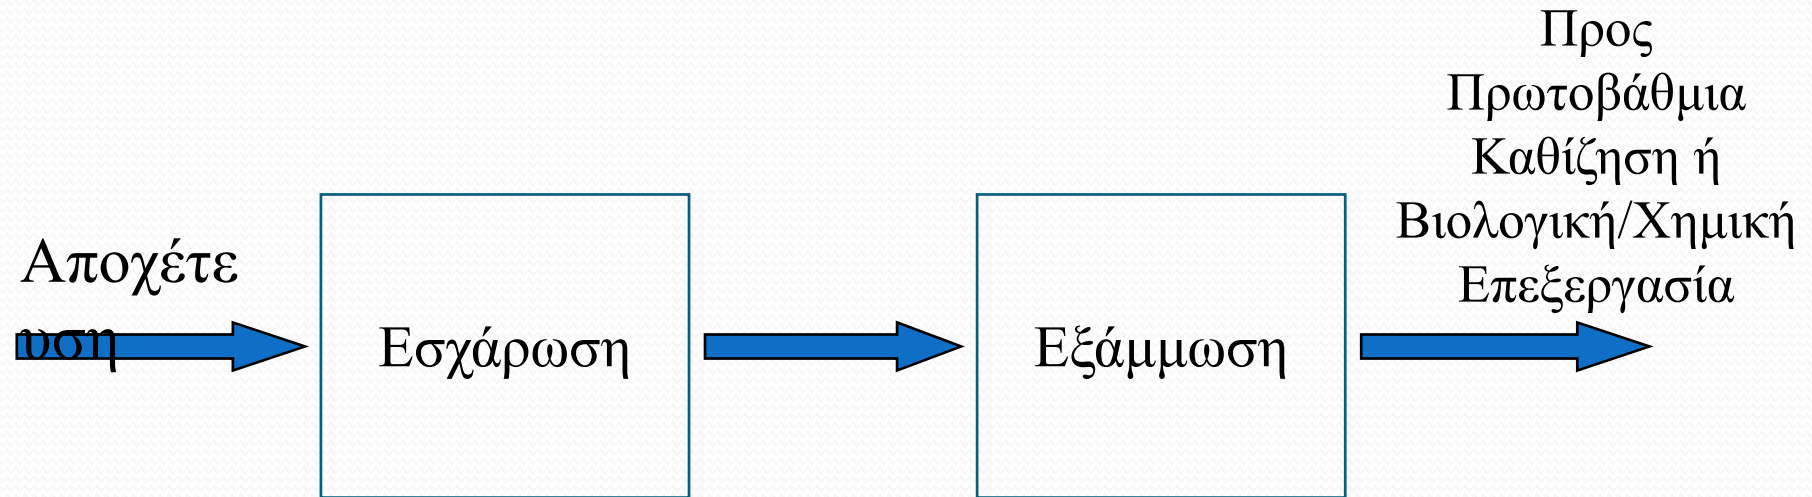 Αποχέτε
υση
Εσχάρωση
Εξάμμωση
Προς
Πρωτοβάθμια
Καθίζηση ή
Βιολογική/Χημική
Επεξεργασία